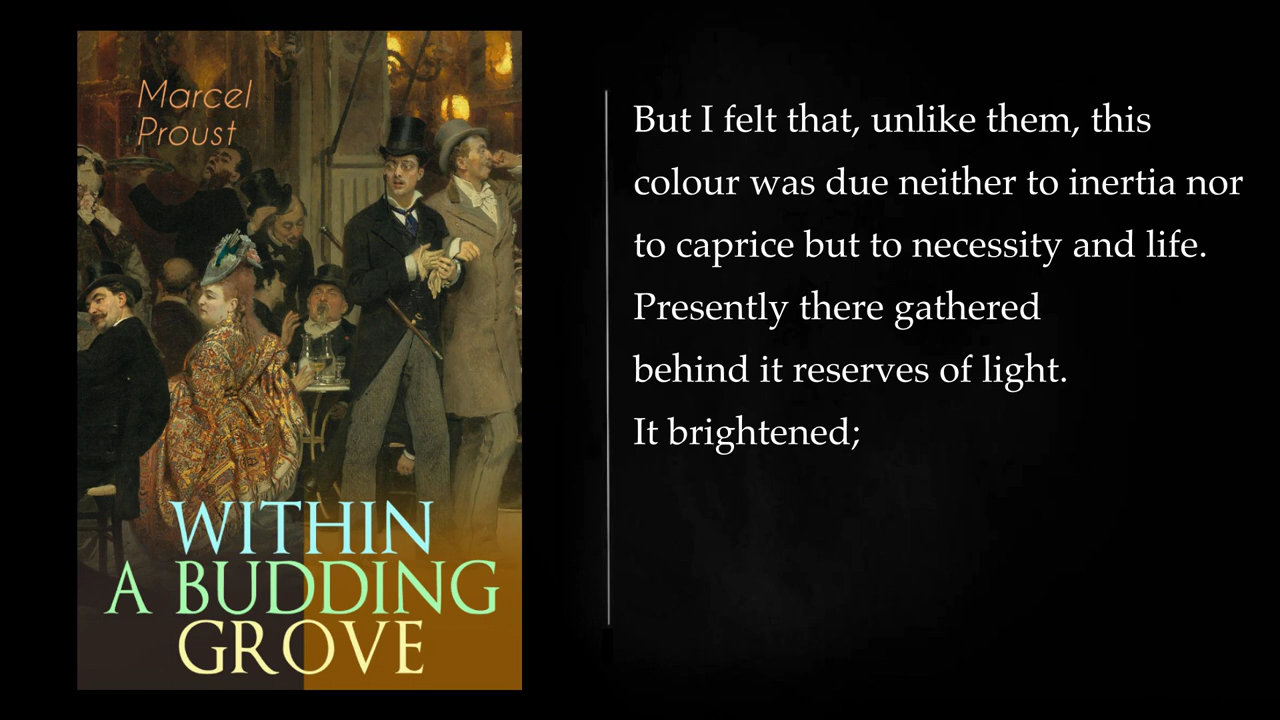 Marcel
Proust
WITHIN
A BUDDING
GROVE
But I felt that, unlike them, this
colour was due neither to inertia nor
to caprice but to necessity and life.
Presently there gathered
behind it reserves of light.
It brightened;